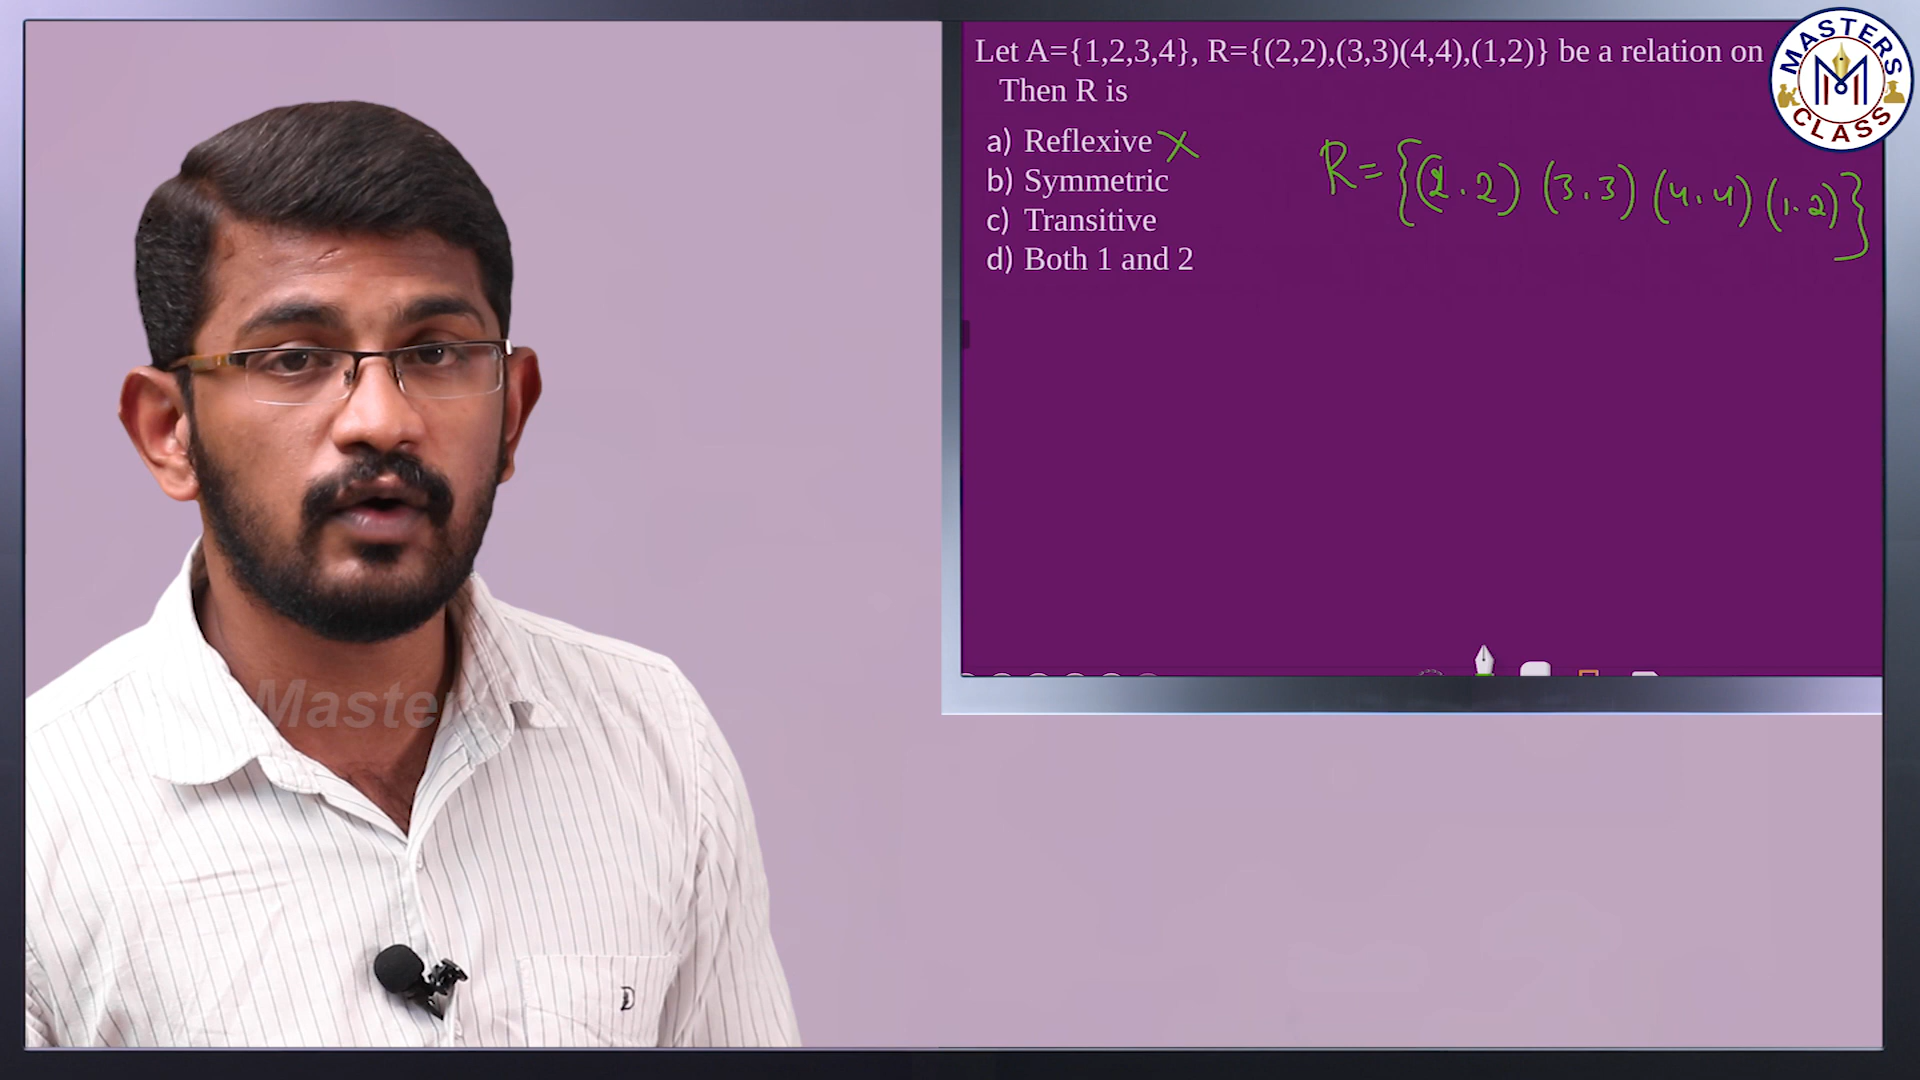 Let A={1,2,3,4}, R={(2,2),(3,3)(4,4),(1,2)} be a relation on
Then R is
a) Reflexive X
b) Symmetric
c) Transitive
d) Both 1 and 2
R={(2,2) (3,3) (4,4) (1,2)}
MASTERS
CLASS
Masters
D